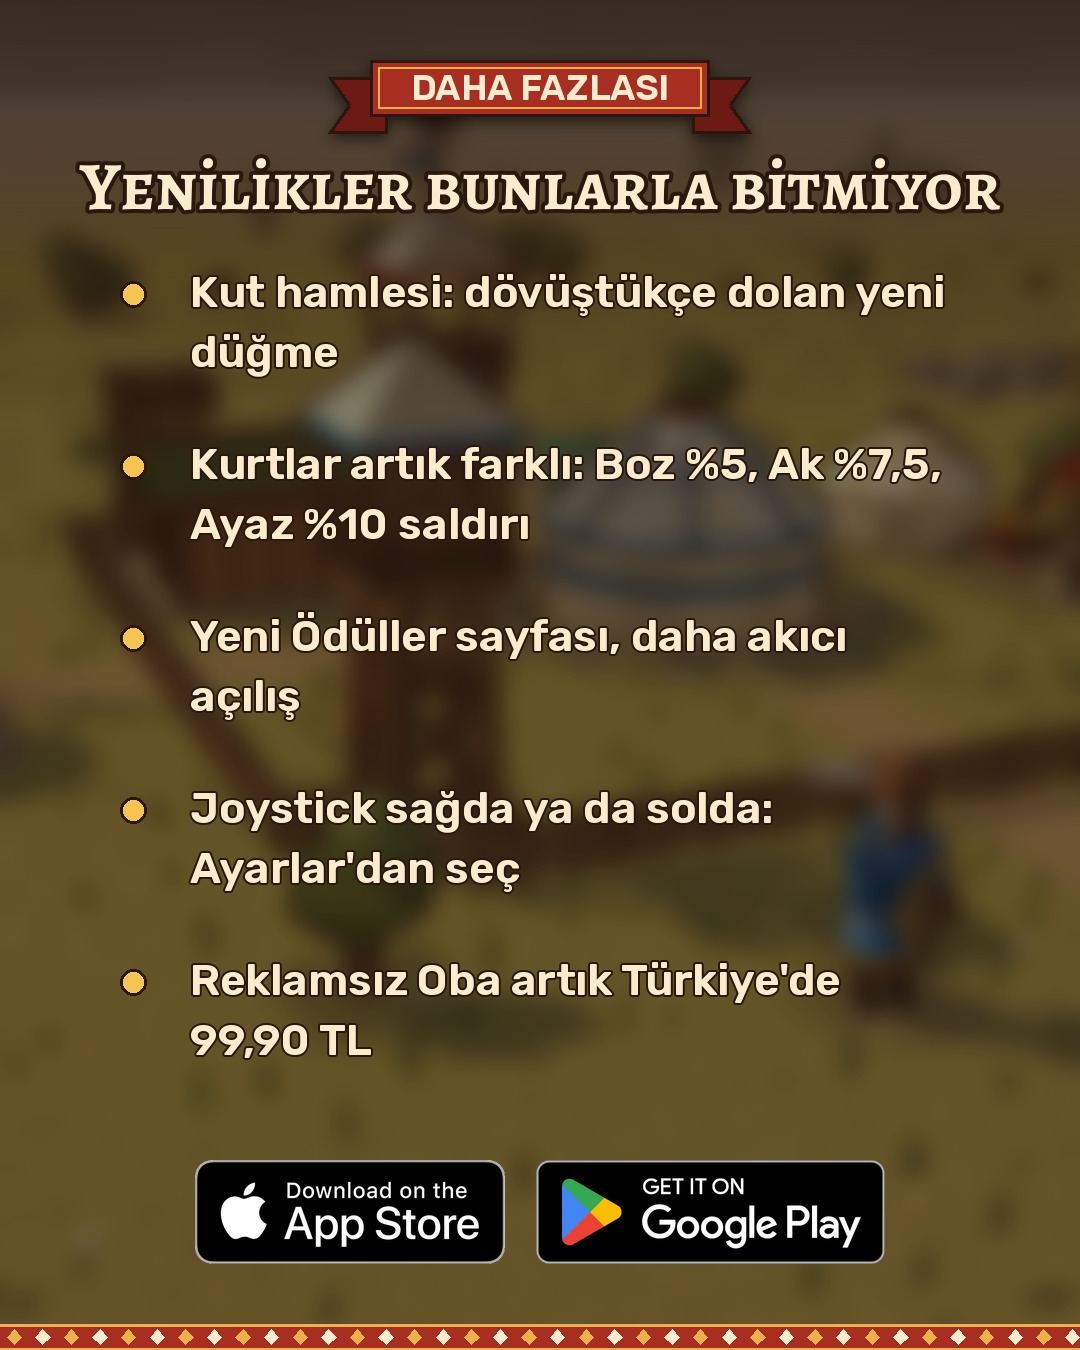 DAHA FAZLASI
YENİLİKLER BUNLARLA BİTMİYOR
Kut hamlesi: dövüştükçe dolan yeni
düğme
Kurtlar artık farklı: Boz %5, Ak %7,5,
Ayaz %10 saldırı
Yeni Ödüller sayfası, daha akıcı
açılış
Joystick sağda ya da solda:
Ayarlar'dan seç
Reklamsız Oba artık Türkiye'de
99,90 TL
Download on the
App Store
GET IT ON
Google Play